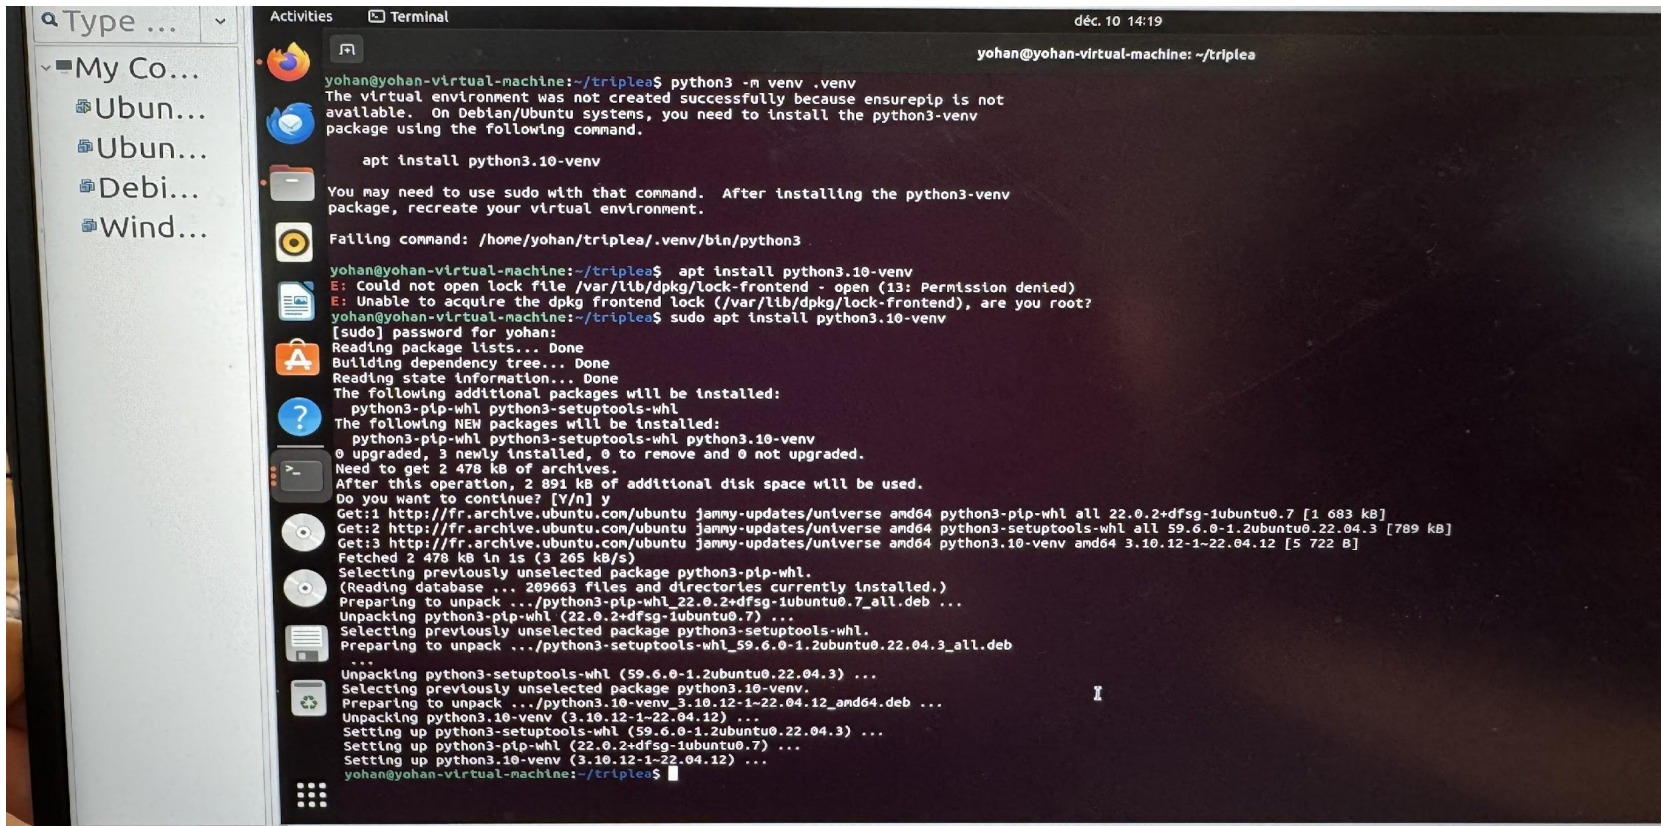 Type ...
My Co...
Ubun...
Ubun...
Debi...
Wind...
Activities
Terminal
déc. 10 14:19
yohan@yohan-virtual-machine: ~/triplea
yohan@yohan-virtual-machine:~/triplea$ python3 -m venv .venv
The virtual environment was not created successfully because ensurepip is not
available.  On Debian/Ubuntu systems, you need to install the python3-venv
package using the following command.
apt install python3.10-venv
You may need to use sudo with that command.  After installing the python3-venv
package, recreate your virtual environment.
Failing command: /home/yohan/triplea/.venv/bin/python3
yohan@yohan-virtual-machine:~/triplea$  apt install python3.10-venv
E: Could not open lock file /var/lib/dpkg/lock-frontend - open (13: Permission denied)
E: Unable to acquire the dpkg frontend lock (/var/lib/dpkg/lock-frontend), are you root?
yohan@yohan-virtual-machine:~/triplea$ sudo apt install python3.10-venv
[sudo] password for yohan:
Reading package lists... Done
Building dependency tree... Done
Reading state information... Done
The following additional packages will be installed:
python3-pip-whl python3-setuptools-whl
The following NEW packages will be installed:
python3-pip-whl python3-setuptools-whl python3.10-venv
0 upgraded, 3 newly installed, 0 to remove and 0 not upgraded.
Need to get 2 478 kB of archives.
After this operation, 2 891 kB of additional disk space will be used.
Do you want to continue? [Y/n] y
Get:1 http://fr.archive.ubuntu.com/ubuntu jammy-updates/universe amd64 python3-pip-whl all 22.0.2+dfsg-1ubuntu0.7 [1 683 kB]
Get:2 http://fr.archive.ubuntu.com/ubuntu jammy-updates/universe amd64 python3-setuptools-whl all 59.6.0-1.2ubuntu0.22.04.3 [789 kB]
Get:3 http://fr.archive.ubuntu.com/ubuntu jammy-updates/universe amd64 python3.10-venv amd64 3.10.12-1~22.04.12 [5 722 B]
Fetched 2 478 kB in 1s (3 265 kB/s)
Selecting previously unselected package python3-pip-whl.
(Reading database ... 209663 files and directories currently installed.)
Preparing to unpack .../python3-pip-whl_22.0.2+dfsg-1ubuntu0.7_all.deb ...
Unpacking python3-pip-whl (22.0.2+dfsg-1ubuntu0.7) ...
Selecting previously unselected package python3-setuptools-whl.
Preparing to unpack .../python3-setuptools-whl_59.6.0-1.2ubuntu0.22.04.3_all.deb
...
Unpacking python3-setuptools-whl (59.6.0-1.2ubuntu0.22.04.3) ...
Selecting previously unselected package python3.10-venv.
Preparing to unpack .../python3.10-venv_3.10.12-1~22.04.12_amd64.deb ...
Unpacking python3.10-venv (3.10.12-1~22.04.12) ...
Setting up python3-setuptools-whl (59.6.0-1.2ubuntu0.22.04.3) ...
Setting up python3-pip-whl (22.0.2+dfsg-1ubuntu0.7) ...
Setting up python3.10-venv (3.10.12-1~22.04.12) ...
yohan@yohan-virtual-machine:~/triplea$